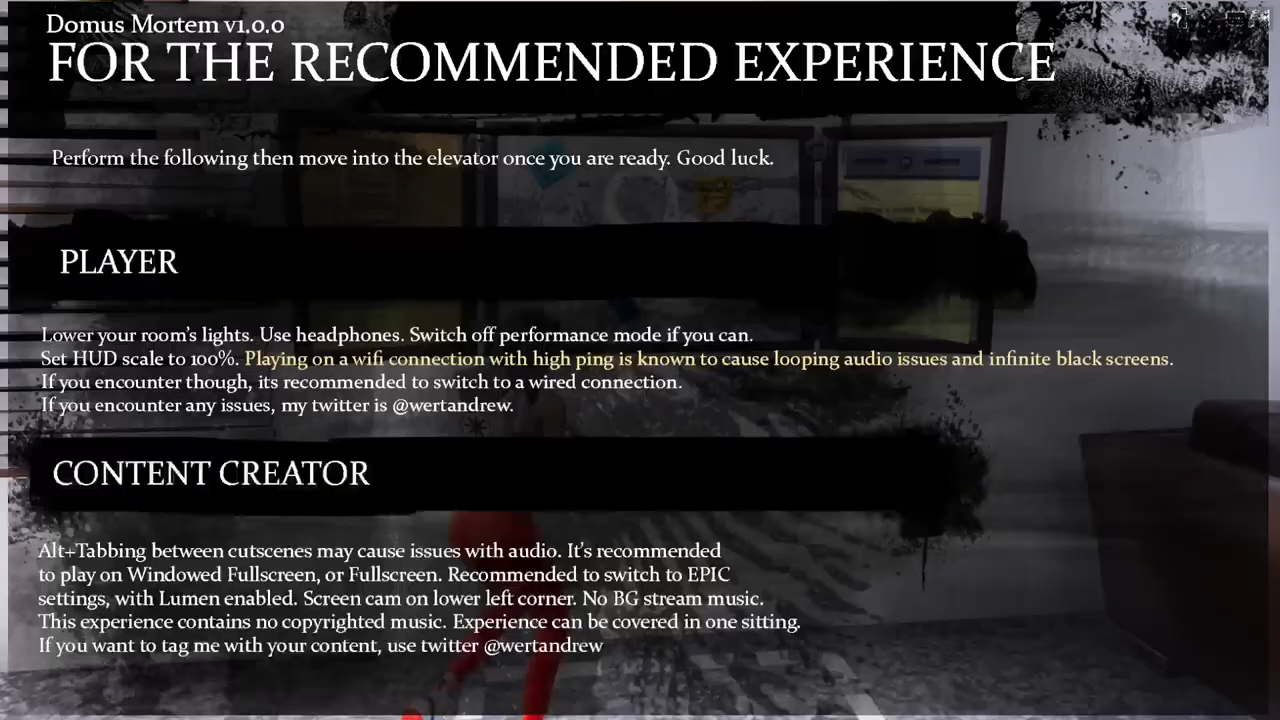 Domus Mortem v1.0.0
FOR THE RECOMMENDED EXPERIENCE
Perform the following then move into the elevator once you are ready. Good luck.
PLAYER
Lower your room's lights. Use headphones. Switch off performance mode if you can.
Set HUD scale to 100%. Playing on a wifi connection with high ping is known to cause looping audio issues and infinite black screens.
If you encounter though, its recommended to switch to a wired connection.
If you encounter any issues, my twitter is @wertandrew.
CONTENT CREATOR
Alt+Tabbing between cutscenes may cause issues with audio. It's recommended
to play on Windowed Fullscreen, or Fullscreen. Recommended to switch to EPIC
settings, with Lumen enabled. Screen cam on lower left corner. No BG stream music.
This experience contains no copyrighted music. Experience can be covered in one sitting.
If you want to tag me with your content, use twitter @wertandrew